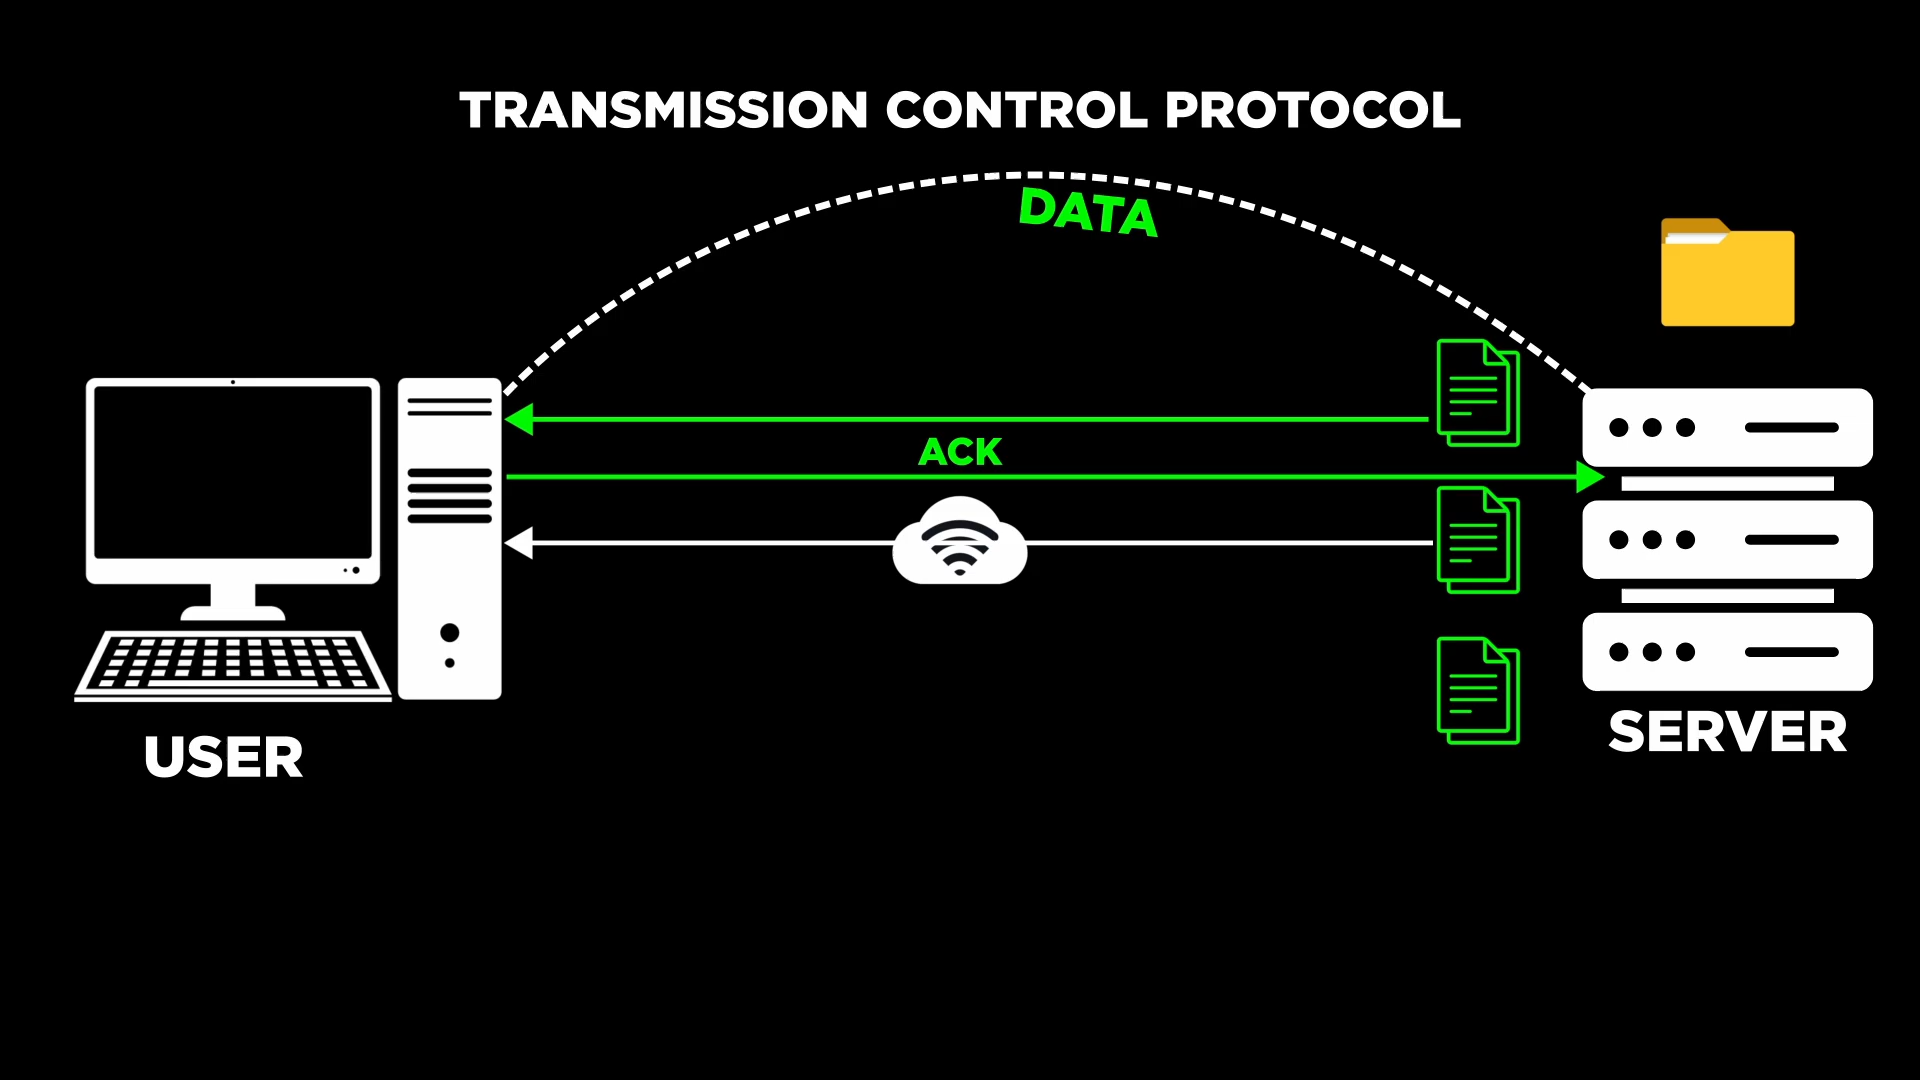 TRANSMISSION CONTROL PROTOCOL
DATA
ACK
USER
SERVER